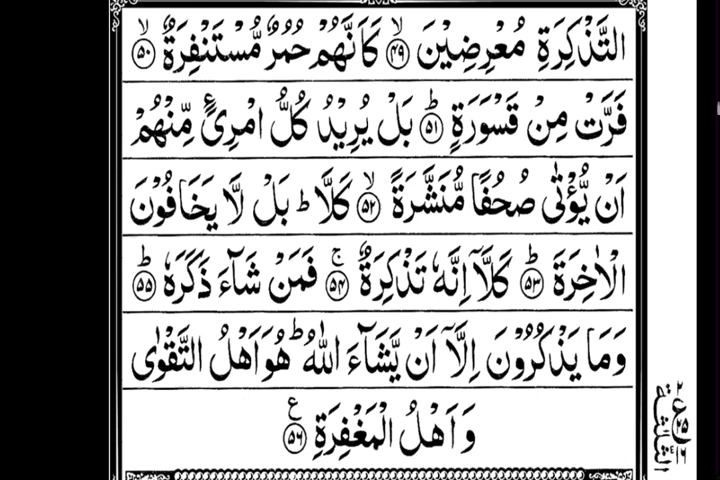 التَّذْكِرَةِ مُعْرِضِيْنَ ۙ﴿۴۹﴾ كَاَنَّهُمْ حُمُرٌ مُّسْتَنْفِرَةٌ ۙ﴿۵۰﴾
فَرَّتْ مِنْ قَسْوَرَةٍ ؕ﴿۵۱﴾ بَلْ يُرِيْدُ كُلُّ امْرِیٴٍ مِّنْهُمْ
اَنْ يُّؤْتٰى صُحُفًا مُّنَشَّرَةً ۙ﴿۵۲﴾ كَلَّا ؕ بَلْ لَّا يَخَافُوْنَ
الْاٰخِرَةَ ؕ﴿۵۳﴾ كَلَّاۤ اِنَّهٗ تَذْكِرَةٌ ۚ﴿۵۴﴾ فَمَنْ شَآءَ ذَكَرَهٗ ؕ﴿۵۵﴾
وَمَا يَذْكُرُوْنَ اِلَّاۤ اَنْ يَّشَآءَ اللّٰهُ ؕ هُوَ اَهْلُ التَّقْوٰى
وَ اَهْلُ الْمَغْفِرَةِ ﴿۵۶﴾ ع